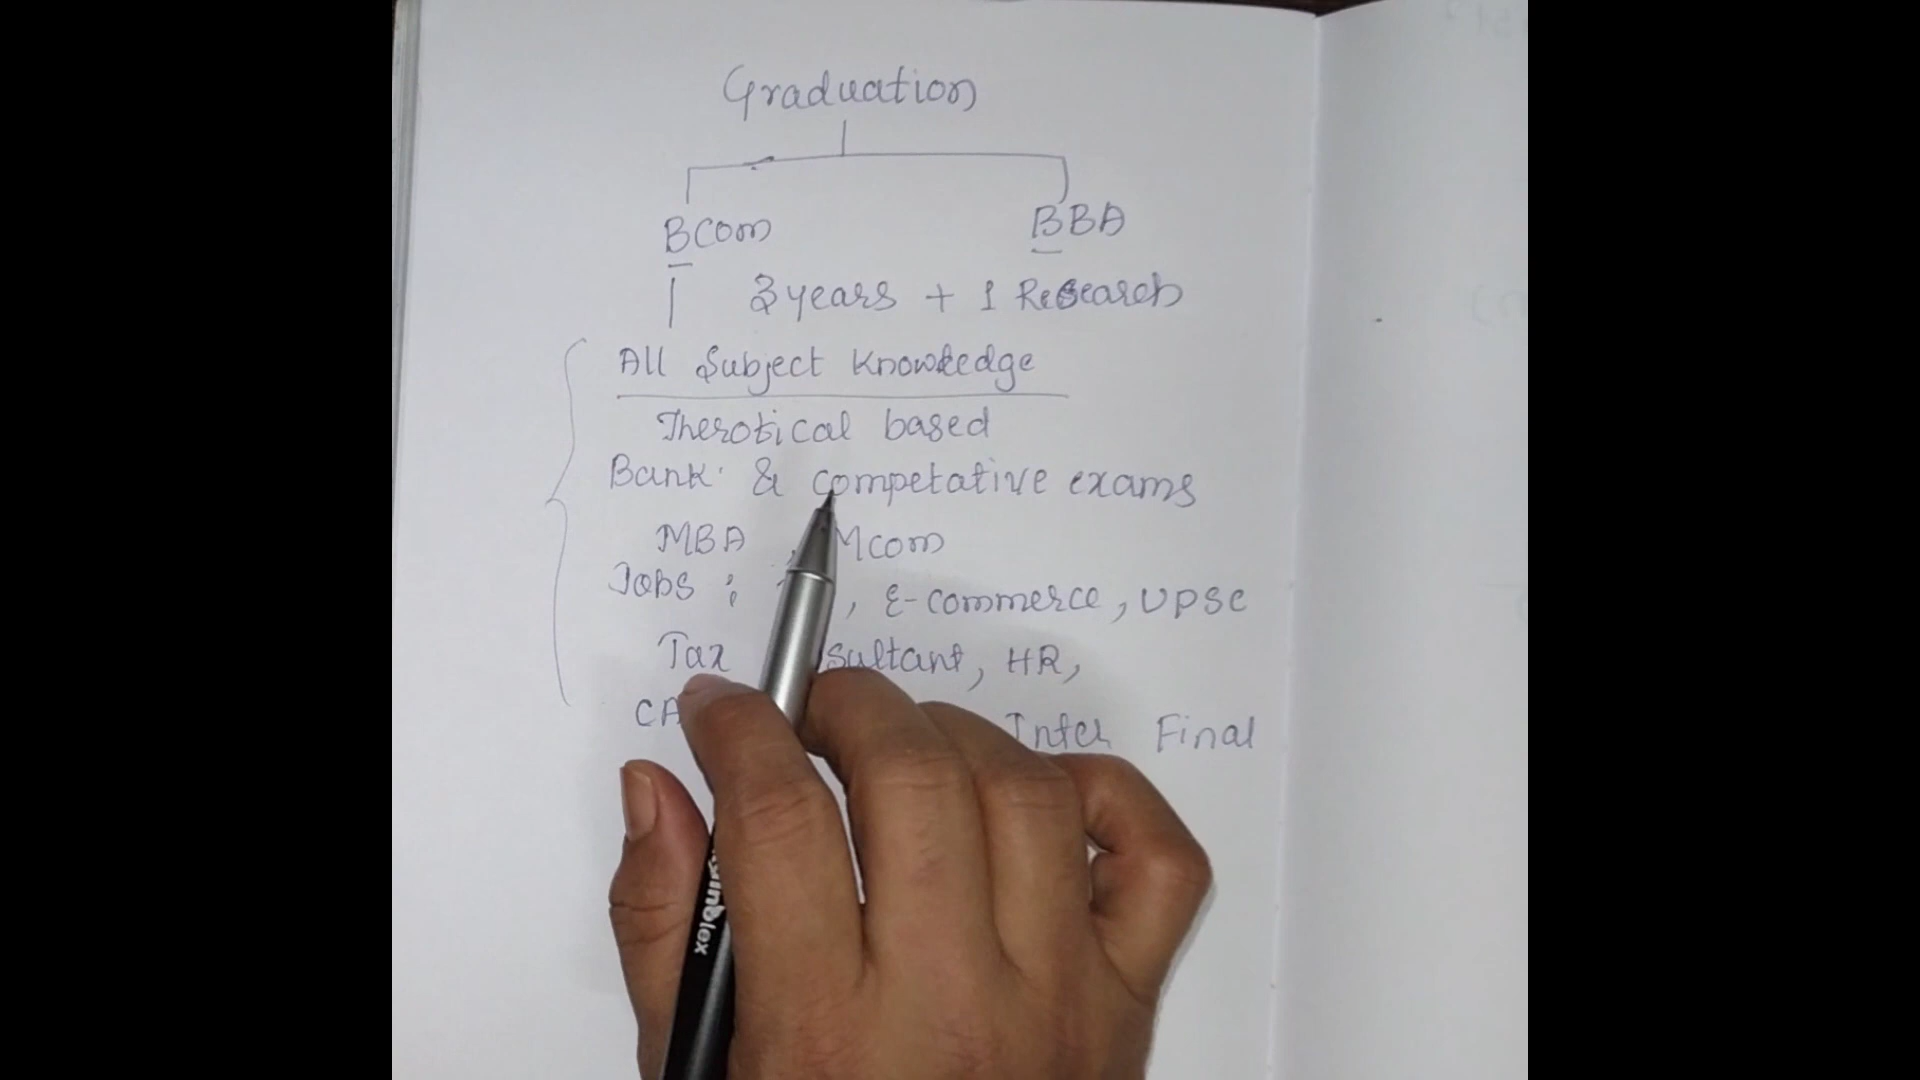 Graduation
BCom BBA
3 years + 1 Research
All Subject Knowledge
Therotical based
Bank & competative exams
MBA , Mcom
Jobs : , E-commerce, UPSC
Tax sultant, HR,
CA Inter Final